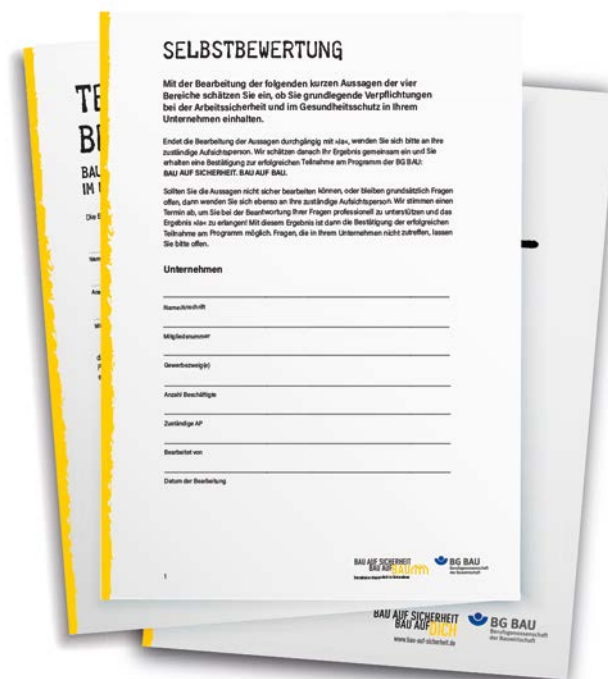 SELBSTBEWERTUNG
Mit der Bearbeitung der folgenden kurzen Aussagen der vier
Bereiche schätzen Sie ein, ob Sie grundlegende Verpflichtungen
bei der Arbeitssicherheit und im Gesundheitsschutz in Ihrem
Unternehmen einhalten.
Endet die Bearbeitung der Aussagen durchgängig mit »Ja«, wenden Sie sich bitte an Ihre
zuständige Aufsichtsperson. Wir schätzen danach Ihr Ergebnis gemeinsam ein und Sie
erhalten eine Bestätigung zur erfolgreichen Teilnahme am Programm der BG BAU:
BAU AUF SICHERHEIT. BAU AUF BAU.
Sollten Sie die Aussagen nicht sicher bearbeiten können, oder bleiben grundsätzlich Fragen
offen, dann wenden Sie sich ebenso an Ihre zuständige Aufsichtsperson. Wir stimmen einen
Termin ab, um Sie bei der Beantwortung Ihrer Fragen professionell zu unterstützen und das
Ergebnis »Ja« zu erlangen! Mit diesem Ergebnis ist dann die Bestätigung der erfolgreichen
Teilnahme am Programm möglich. Fragen, die in Ihrem Unternehmen nicht zutreffen, lassen
Sie bitte offen.
Unternehmen
Name/Anschrift
Mitgliedsnummer
Gewerbezweig(e)
Anzahl Beschäftigte
Zuständige AP
Bearbeitet von
Datum der Bearbeitung
1
BAU AUF SICHERHEIT
BAU AUF BAU
BG BAU
Berufsgenossenschaft
der Bauwirtschaft
TE
BE
BAU
IM
Die B
BAU AUF SICHERHEIT
BAU AUF DICH
www.bau-auf-sicherheit.de
BG BAU
Berufsgenossenschaft
der Bauwirtschaft